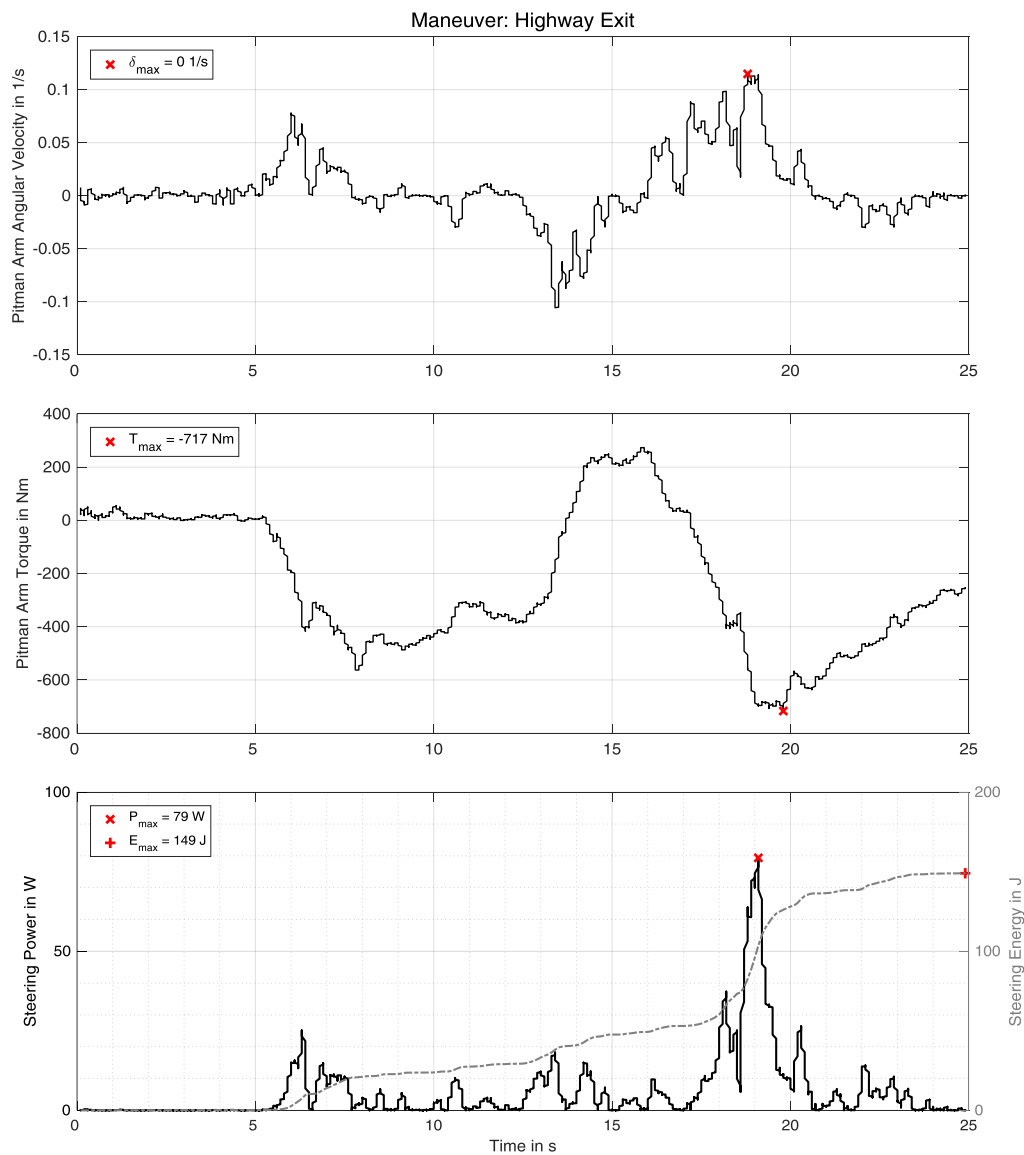 Maneuver: Highway Exit
Pitman Arm Angular Velocity in 1/s
0.15
0.1
0.05
0
-0.05
-0.1
-0.15
δmax = 0 1/s
0 5 10 15 20 25
Pitman Arm Torque in Nm
400
200
0
-200
-400
-600
-800
Tmax = -717 Nm
0 5 10 15 20 25
Steering Power in W
100
50
0
Pmax = 79 W
Emax = 149 J
200
100
0
Steering Energy in J
0 5 10 15 20 25
Time in s